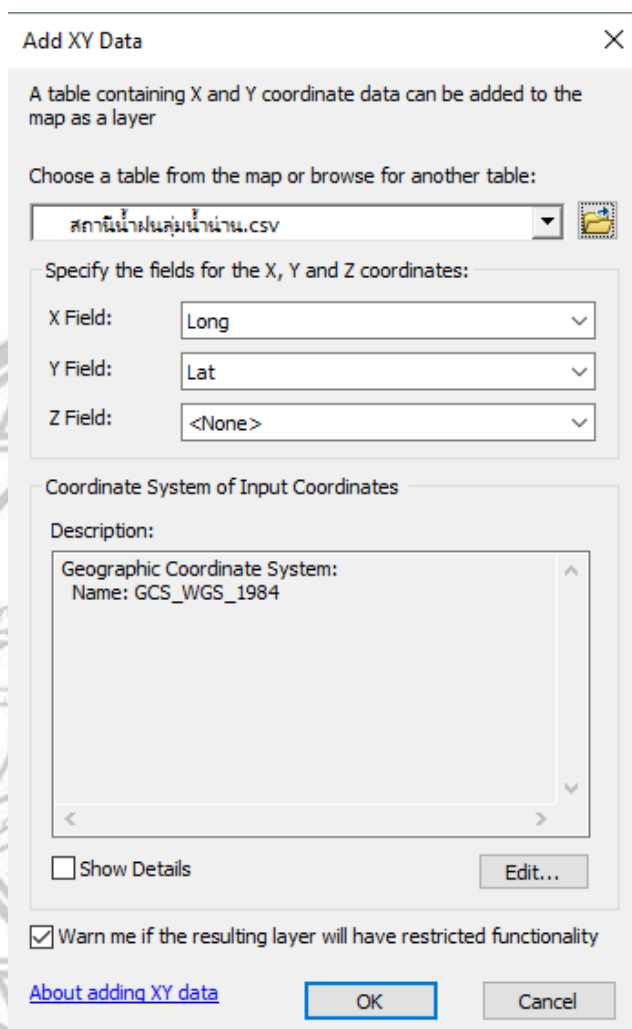 Add XY Data
A table containing X and Y coordinate data can be added to the
map as a layer
Choose a table from the map or browse for another table:
สถานีน้ำฝนลุ่มน้ำน่าน.csv
Specify the fields for the X, Y and Z coordinates:
X Field: Long
Y Field: Lat
Z Field: <None>
Coordinate System of Input Coordinates
Description:
Geographic Coordinate System:
Name: GCS_WGS_1984
Show Details Edit...
Warn me if the resulting layer will have restricted functionality
About adding XY data OK Cancel